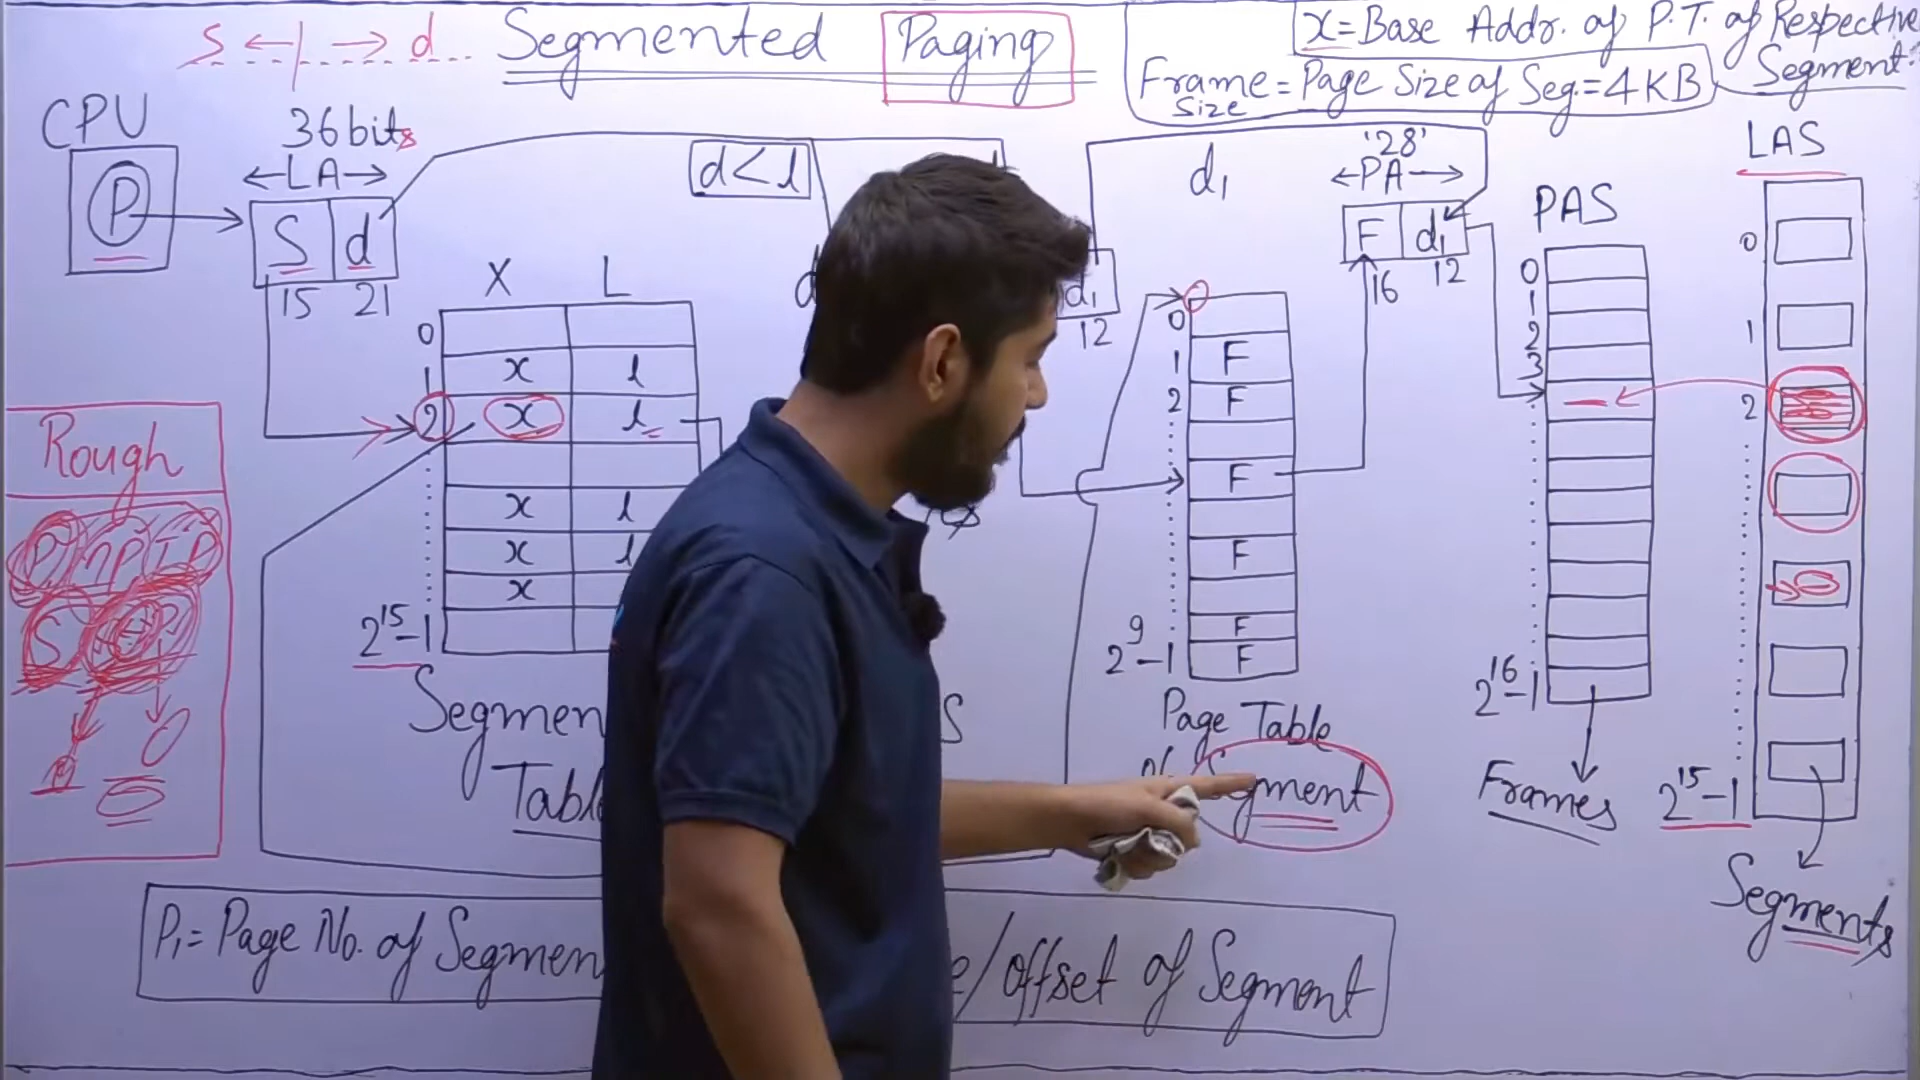 S ← | → d
Segmented Paging
x = Base Addr. of P.T. of Respective Segment.
Frame Size = Page Size of Seg. = 4KB
CPU
P
36 bits
← LA →
S d
15 21
d < l
X L
0
1 x l
2 x l
x l
x l
x
2^15-1
Segmen
Table
d1
12
d1
0
1 F
2 F
F
F
F
2^9-1 F
Page Table
Of Segment
'28'
← PA →
F d1
16 12
PAS
0
1
2
3
2^16-1
Frames
LAS
0
1
2
2^15-1
Segments
Rough
P1 = Page No. of Segmen
e/offset of Segment